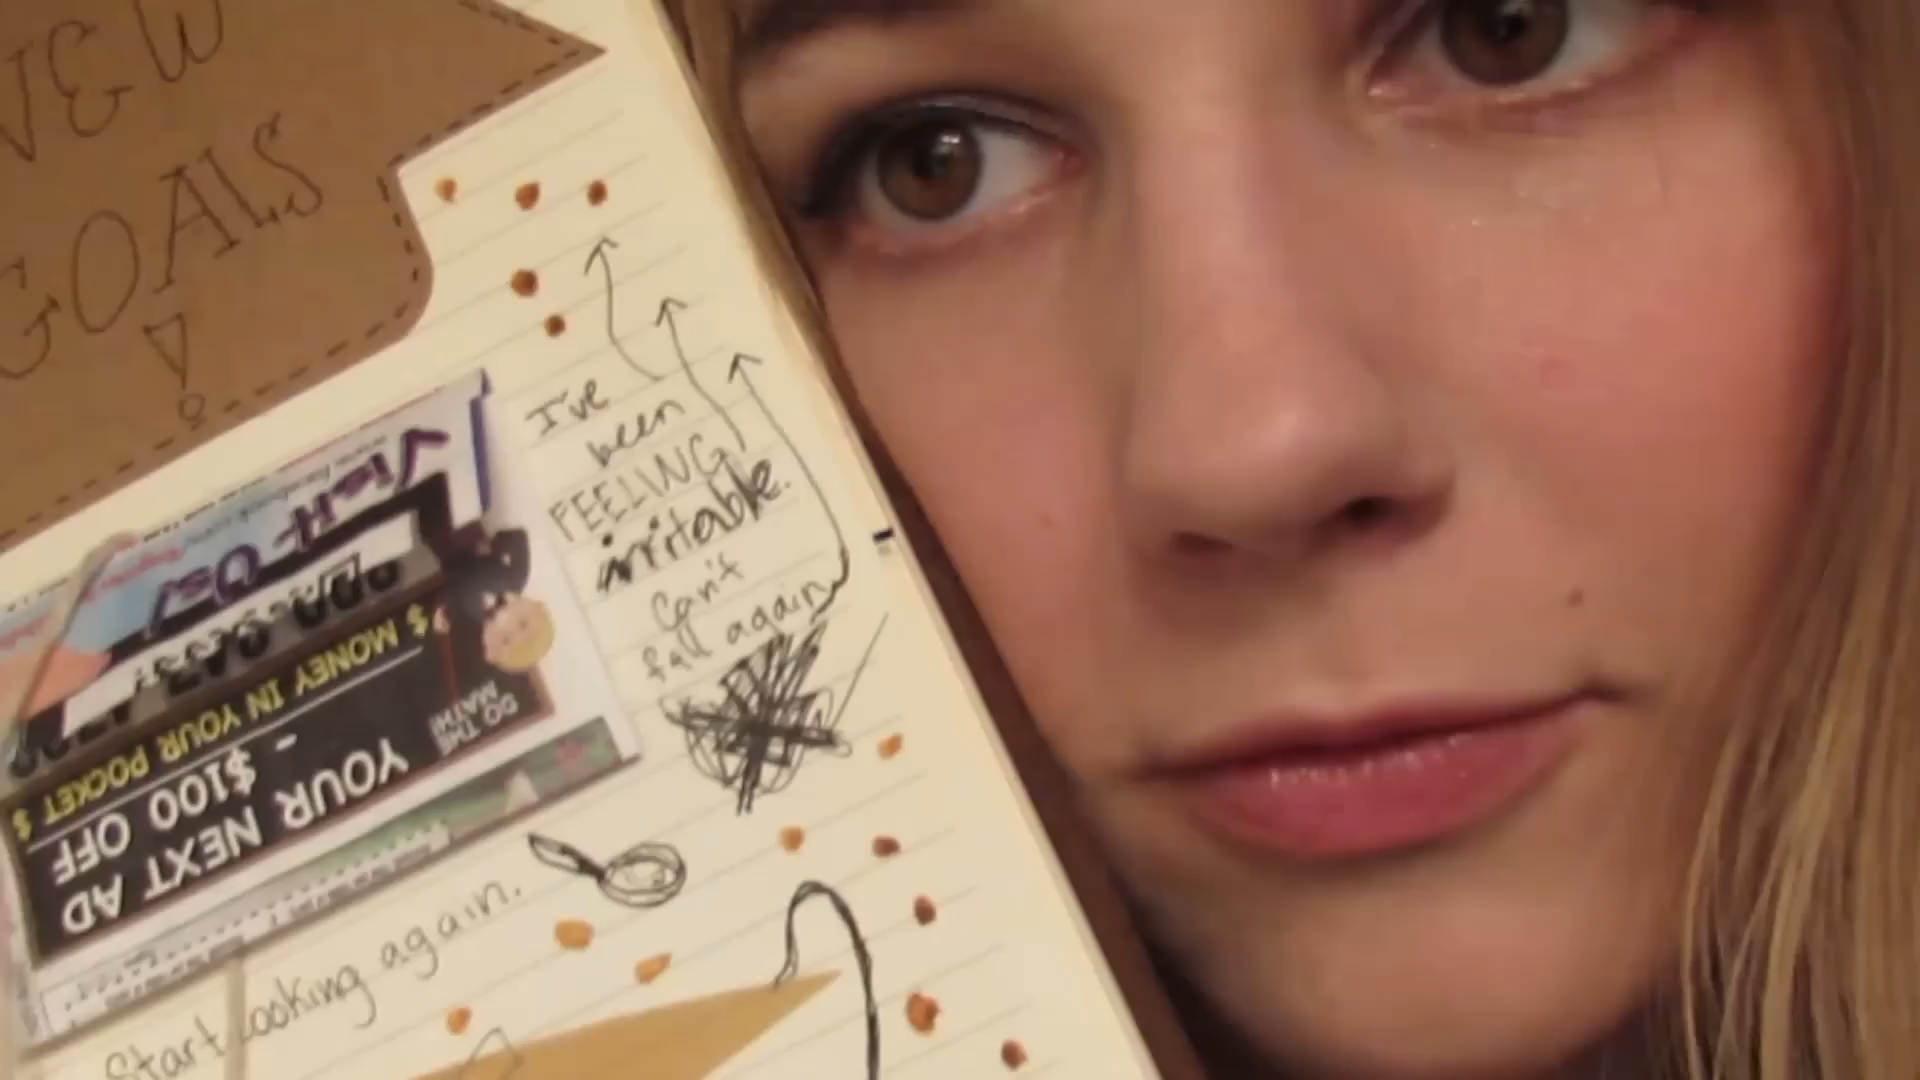 NEW
GOALS
!
I've
been
FEELING
irritable.
Can't
fall again
YOUR NEXT AD
$100 OFF
-
$ MONEY IN YOUR POCKET $
DO THE
MATH!
Start Looking again.